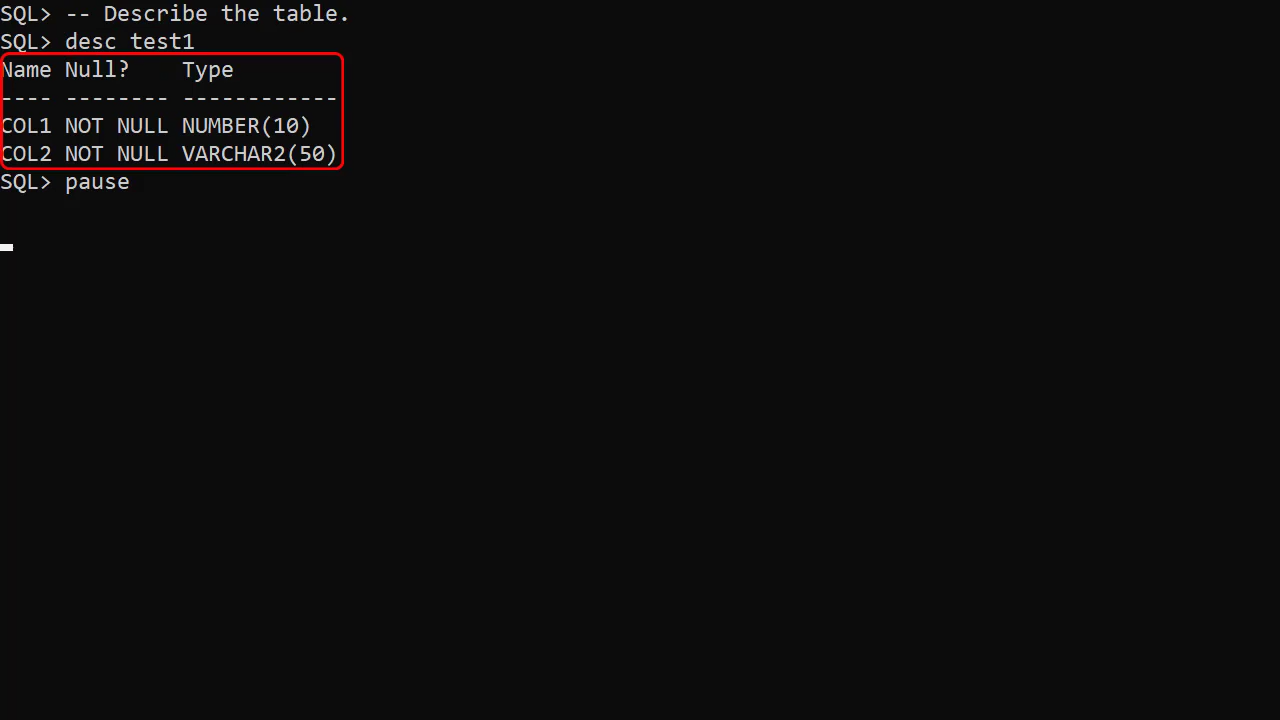 SQL> -- Describe the table.
SQL> desc test1
Name Null?    Type
---- -------- ------------
COL1 NOT NULL NUMBER(10)
COL2 NOT NULL VARCHAR2(50)
SQL> pause